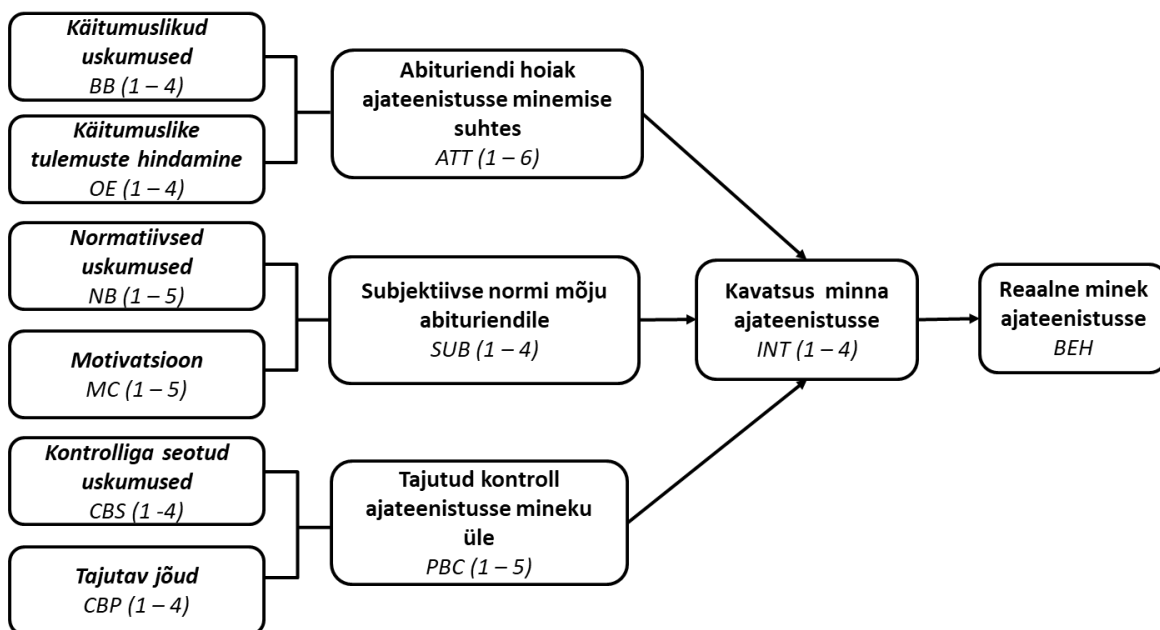 Käitumuslikud
uskumused
BB (1 – 4)
Käitumuslike
tulemuste hindamine
OE (1 – 4)
Abituriendi hoiak
ajateenistusse minemise
suhtes
ATT (1 – 6)
Normatiivsed
uskumused
NB (1 – 5)
Motivatsioon
MC (1 – 5)
Subjektiivse normi mõju
abituriendile
SUB (1 – 4)
Kavatsus minna
ajateenistusse
INT (1 – 4)
Reaalne minek
ajateenistusse
BEH
Kontrolliga seotud
uskumused
CBS (1 -4)
Tajutav jõud
CBP (1 – 4)
Tajutud kontroll
ajateenistusse mineku
üle
PBC (1 – 5)